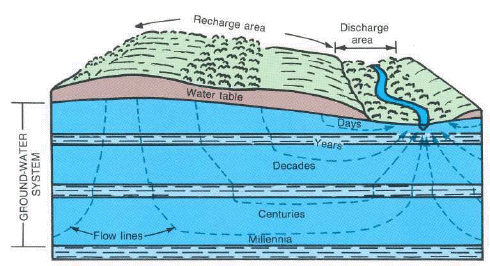 Recharge area
Discharge
area
Water table
Days
Years
Decades
Centuries
Millennia
Flow lines
GROUND-WATER
SYSTEM